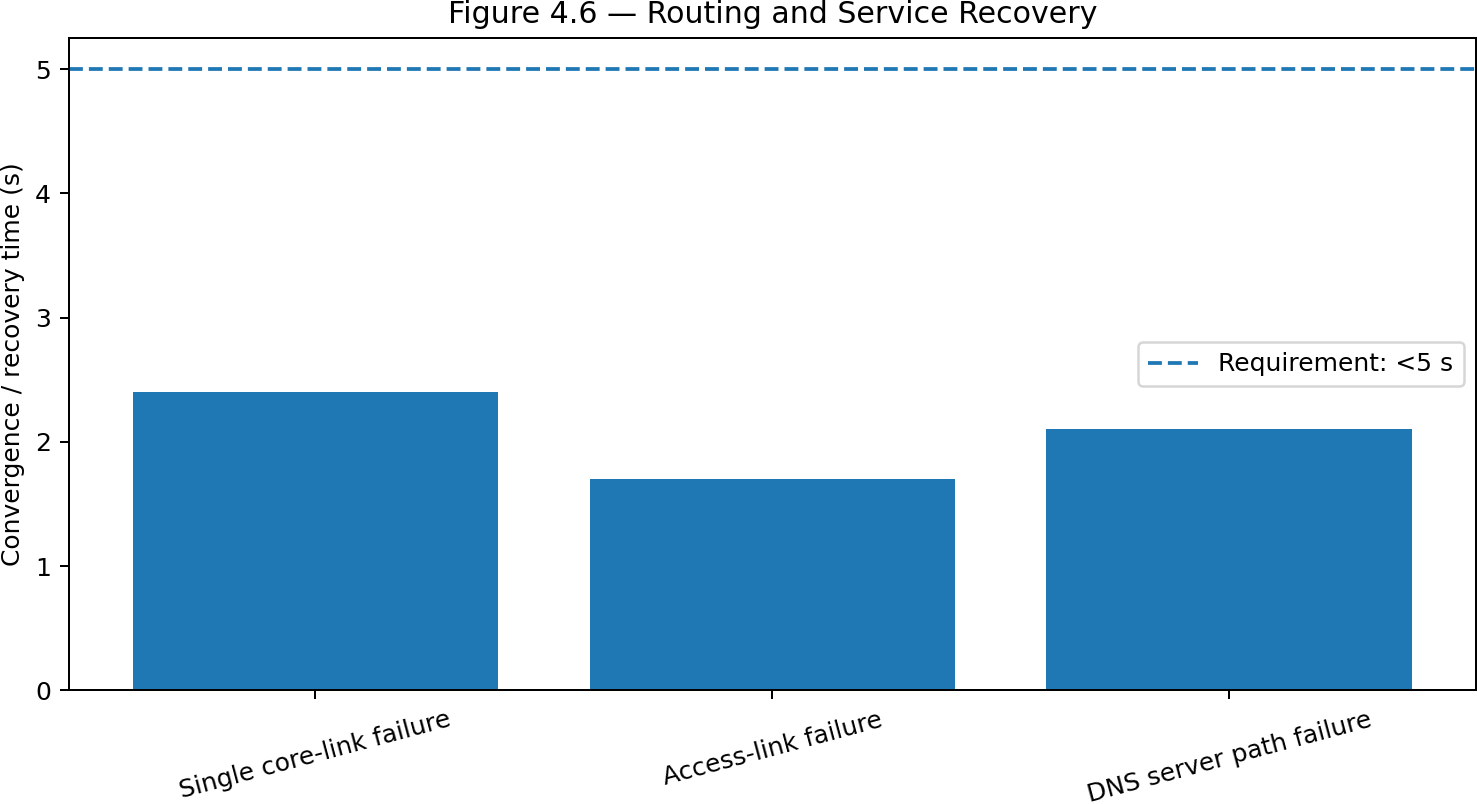 Figure 4.6 — Routing and Service Recovery
Convergence / recovery time (s)
5
4
3
2
1
0
Requirement: <5 s
Single core-link failure
Access-link failure
DNS server path failure